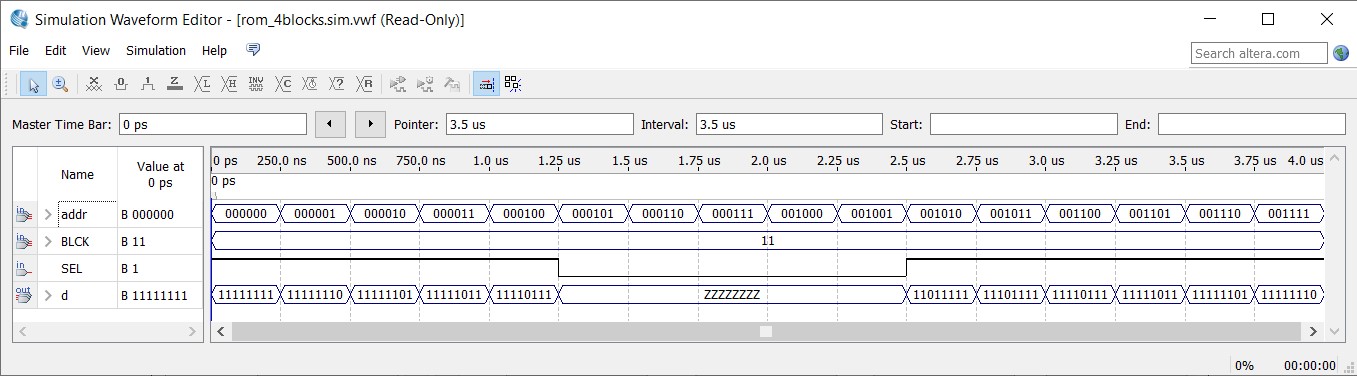 Simulation Waveform Editor - [rom_4blocks.sim.vwf (Read-Only)]
File Edit View Simulation Help
Search altera.com
Master Time Bar: 0 ps Pointer: 3.5 us Interval: 3.5 us Start: End:
Name Value at 0 ps
0 ps 250.0 ns 500.0 ns 750.0 ns 1.0 us 1.25 us 1.5 us 1.75 us 2.0 us 2.25 us 2.5 us 2.75 us 3.0 us 3.25 us 3.5 us 3.75 us 4.0 us
0 ps
in addr B 000000 000000 000001 000010 000011 000100 000101 000110 000111 001000 001001 001010 001011 001100 001101 001110 001111
in BLCK B 11 11
in SEL B 1
out d B 11111111 11111111 11111110 11111101 11111011 11110111 ZZZZZZZZ 11011111 11101111 11110111 11111011 11111101 11111110
0% 00:00:00